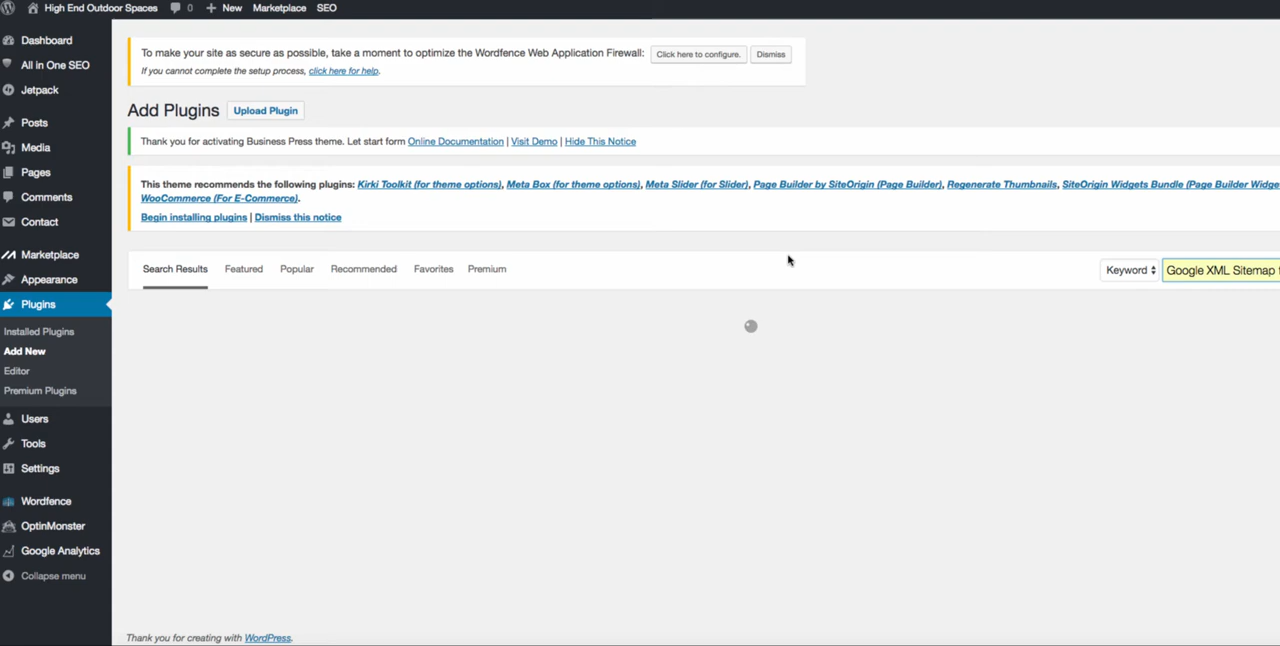 High End Outdoor Spaces 0 New Marketplace SEO
Dashboard
All in One SEO
Jetpack
Posts
Media
Pages
Comments
Contact
Marketplace
Appearance
Plugins
Installed Plugins
Add New
Editor
Premium Plugins
Users
Tools
Settings
Wordfence
OptinMonster
Google Analytics
Collapse menu
To make your site as secure as possible, take a moment to optimize the Wordfence Web Application Firewall: Click here to configure. Dismiss
If you cannot complete the setup process, click here for help.
Add Plugins Upload Plugin
Thank you for activating Business Press theme. Let start form Online Documentation | Visit Demo | Hide This Notice
This theme recommends the following plugins: Kirki Toolkit (for theme options), Meta Box (for theme options), Meta Slider (for Slider), Page Builder by SiteOrigin (Page Builder), Regenerate Thumbnails, SiteOrigin Widgets Bundle (Page Builder Widge
WooCommerce (For E-Commerce).
Begin installing plugins | Dismiss this notice
Search Results Featured Popular Recommended Favorites Premium Keyword Google XML Sitemap
Thank you for creating with WordPress.